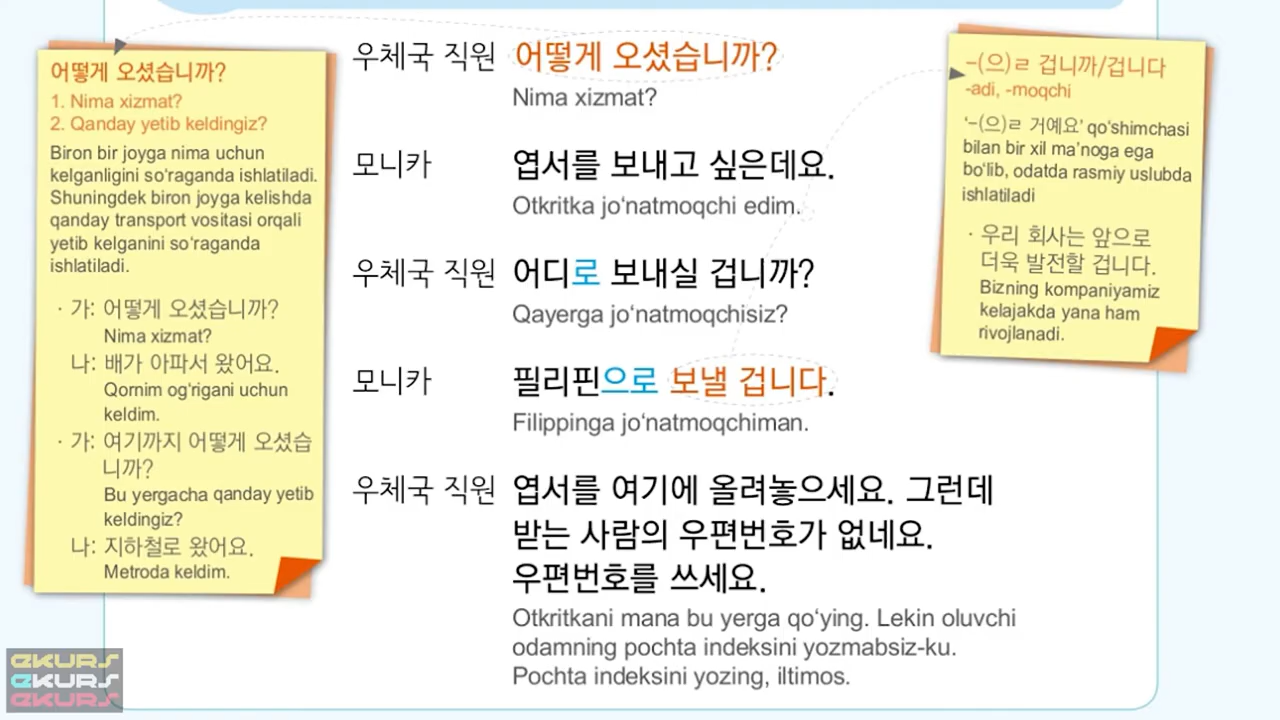 어떻게 오셨습니까?
1. Nima xizmat?
2. Qanday yetib keldingiz?
Biron bir joyga nima uchun
kelganligini so‘raganda ishlatiladi.
Shuningdek biron joyga kelishda
qanday transport vositasi orqali
yetib kelganini so‘raganda
ishlatiladi.
· 가: 어떻게 오셨습니까?
Nima xizmat?
나: 배가 아파서 왔어요.
Qornim og‘rigani uchun
keldim.
· 가: 여기까지 어떻게 오셨습
니까?
Bu yergacha qanday yetib
keldingiz?
나: 지하철로 왔어요.
Metroda keldim.
우체국 직원 어떻게 오셨습니까?
Nima xizmat?
모니카 엽서를 보내고 싶은데요.
Otkritka jo‘natmoqchi edim.
우체국 직원 어디로 보내실 겁니까?
Qayerga jo‘natmoqchisiz?
모니카 필리핀으로 보낼 겁니다.
Filippinga jo‘natmoqchiman.
우체국 직원 엽서를 여기에 올려놓으세요. 그런데
받는 사람의 우편번호가 없네요.
우편번호를 쓰세요.
Otkritkani mana bu yerga qo‘ying. Lekin oluvchi
odamning pochta indeksini yozmabsiz-ku.
Pochta indeksini yozing, iltimos.
-(으)ㄹ 겁니까/겁니다
-adi, -moqchi
‘-(으)ㄹ 거예요’ qo‘shimchasi
bilan bir xil ma’noga ega
bo‘lib, odatda rasmiy uslubda
ishlatiladi
· 우리 회사는 앞으로
더욱 발전할 겁니다.
Bizning kompaniyamiz
kelajakda yana ham
rivojlanadi.
EKURS
EKURS
EKURS